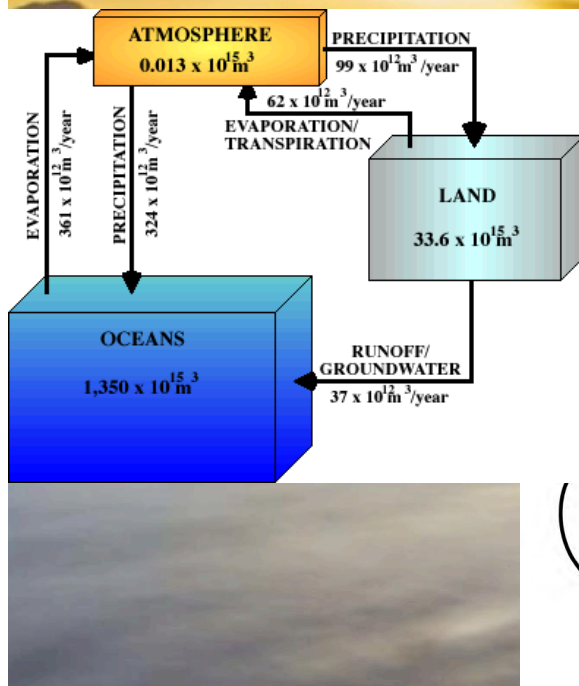 ATMOSPHERE
0.013 x 10¹⁵m³
PRECIPITATION
99 x 10¹²m³/year
62 x 10¹²m³/year
EVAPORATION/
TRANSPIRATION
EVAPORATION
361 x 10¹²m³/year
PRECIPITATION
324 x 10¹²m³/year
LAND
33.6 x 10¹⁵m³
OCEANS
1,350 x 10¹⁵m³
RUNOFF/
GROUNDWATER
37 x 10¹²m³/year